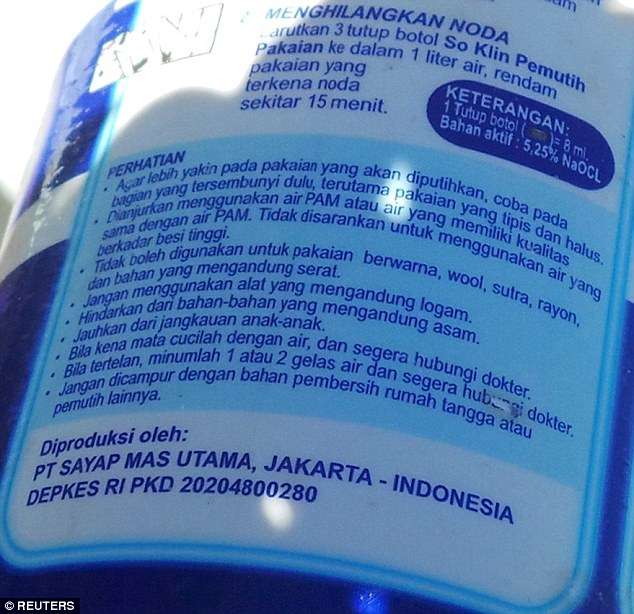 MENGHILANGKAN NODA
Larutkan 3 tutup botol So Klin Pemutih
Pakaian ke dalam 1 liter air, rendam
pakaian yang
terkena noda
sekitar 15 menit.
KETERANGAN:
1 Tutup botol ( ) = 8 ml.
Bahan aktif : 5,25% NaOCL
PERHATIAN
• Agar lebih yakin pada pakaian yang akan diputihkan, coba pada
bagian yang tersembunyi dulu, terutama pakaian yang tipis dan halus.
• Dianjurkan menggunakan air PAM atau air yang memiliki kualitas
sama dengan air PAM. Tidak disarankan untuk menggunakan air yang
berkadar besi tinggi.
• Tidak boleh digunakan untuk pakaian berwarna, wool, sutra, rayon,
dan bahan yang mengandung serat.
• Jangan menggunakan alat yang mengandung logam.
• Hindarkan dari bahan-bahan yang mengandung asam.
• Jauhkan dari jangkauan anak-anak.
• Bila kena mata cucilah dengan air, dan segera hubungi dokter.
• Bila tertelan, minumlah 1 atau 2 gelas air dan segera hubungi dokter.
• Jangan dicampur dengan bahan pembersih rumah tangga atau
pemutih lainnya.
Diproduksi oleh:
PT SAYAP MAS UTAMA, JAKARTA - INDONESIA
DEPKES RI PKD 20204800280
© REUTERS